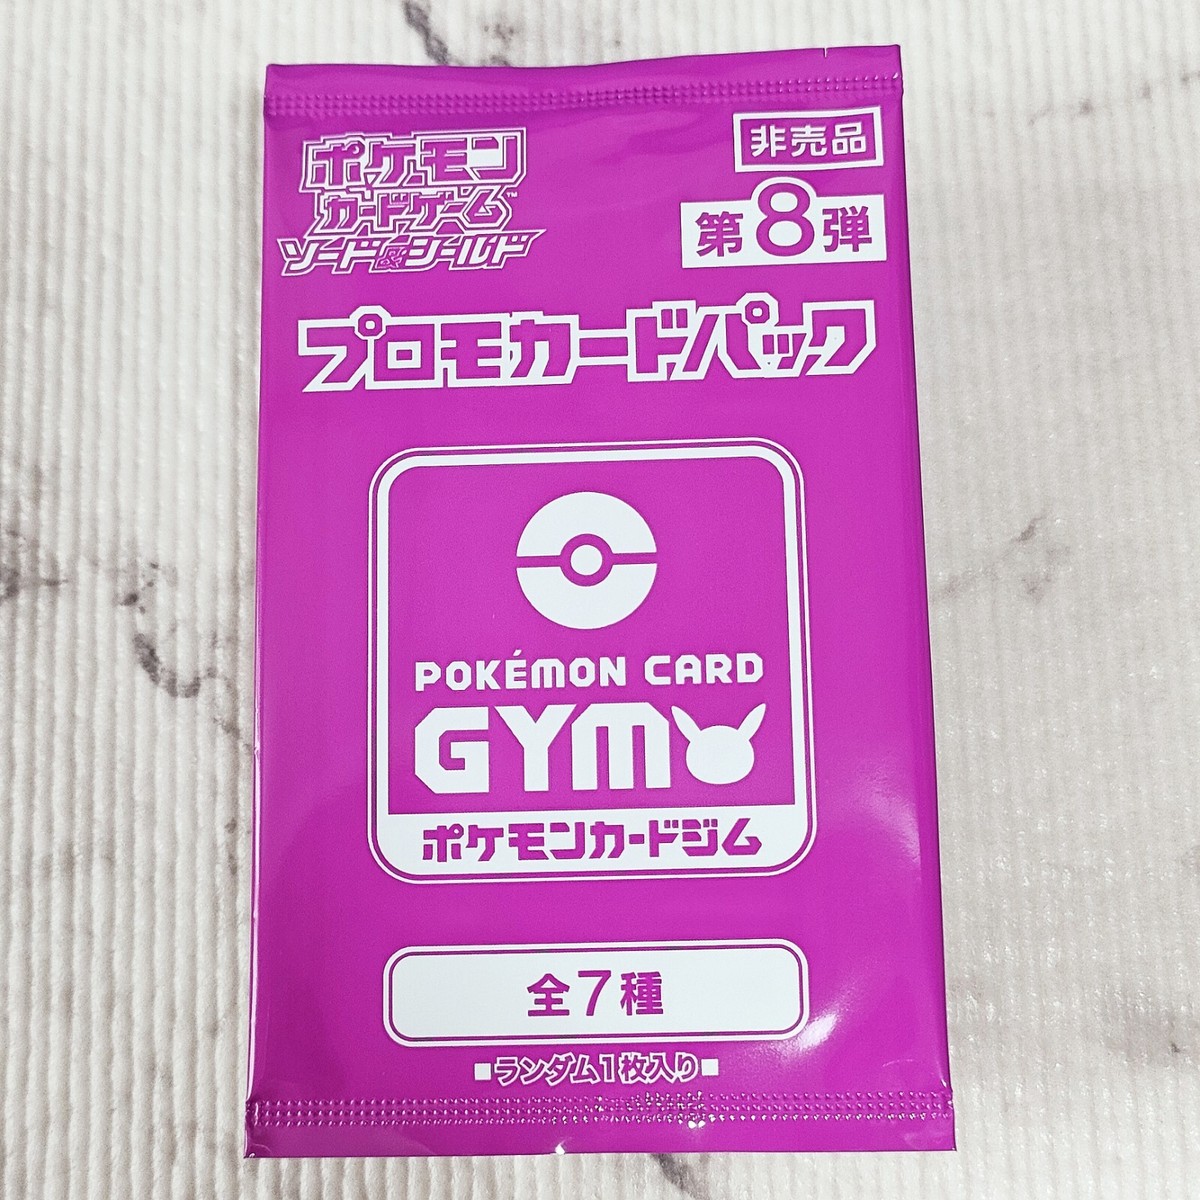 ポケモン
カードゲーム™
ソード&シールド
非売品
第8弾
プロモカードパック
POKÉMON CARD
GYM
ポケモンカードジム
全7種
■ランダム1枚入り■